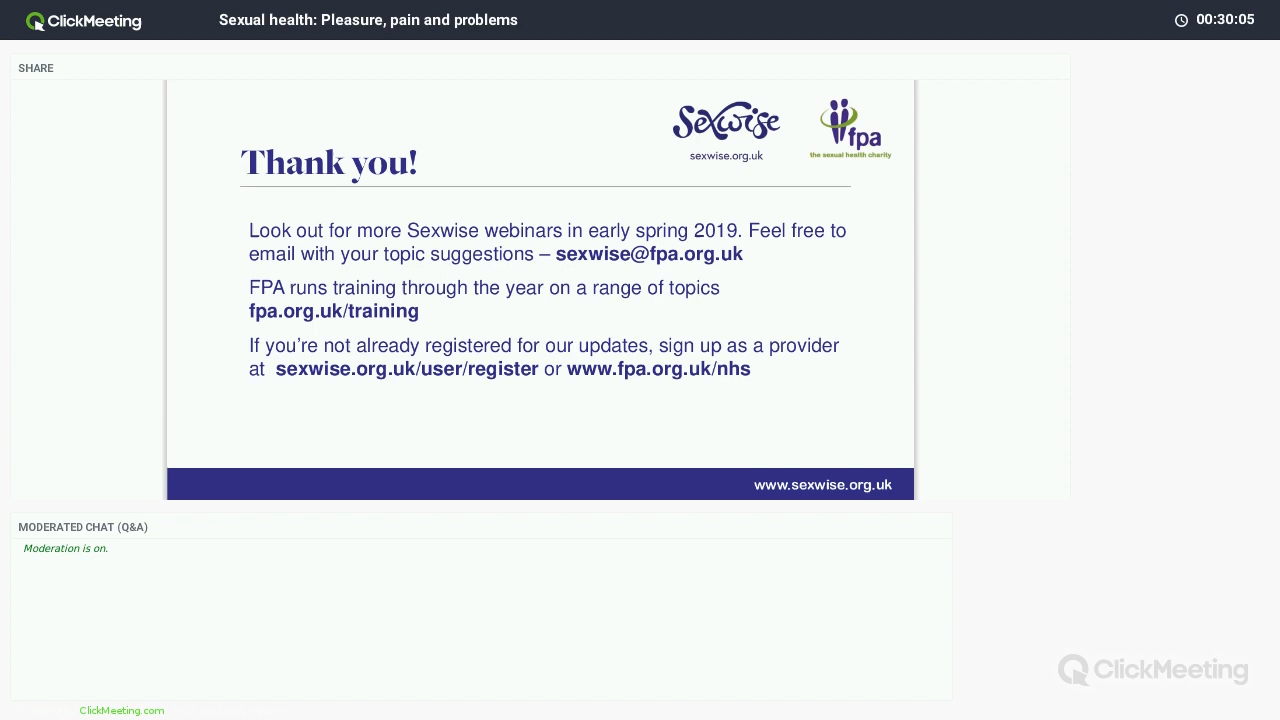 ClickMeeting
Sexual health: Pleasure, pain and problems
00:30:05
SHARE
Sexwise
sexwise.org.uk
fpa
the sexual health charity
Thank you!
Look out for more Sexwise webinars in early spring 2019. Feel free to
email with your topic suggestions – sexwise@fpa.org.uk
FPA runs training through the year on a range of topics
fpa.org.uk/training
If you’re not already registered for our updates, sign up as a provider
at sexwise.org.uk/user/register or www.fpa.org.uk/nhs
www.sexwise.org.uk
MODERATED CHAT (Q&A)
Moderation is on.
ClickMeeting
ClickMeeting.com